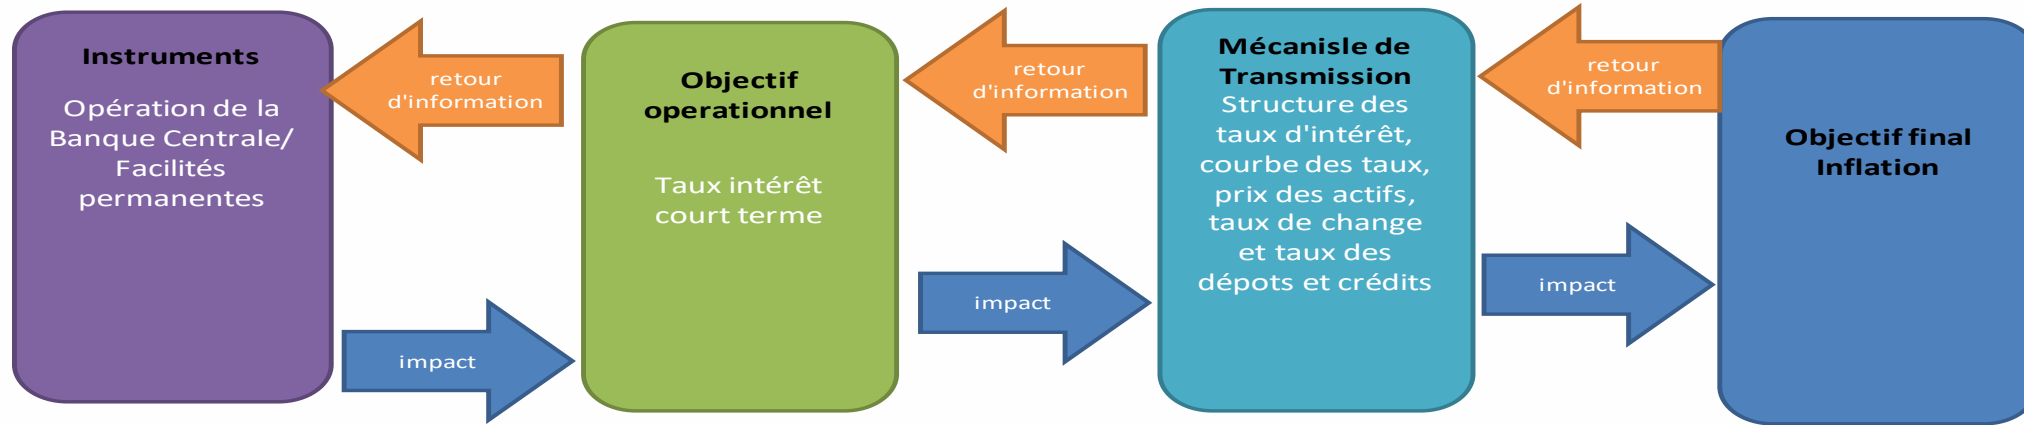 Instruments
Opération de la
Banque Centrale/
Facilités
permanentes
retour
d'information
impact
Objectif
operationnel
Taux intérêt
court terme
retour
d'information
impact
Mécanisle de
Transmission
Structure des
taux d'intérêt,
courbe des taux,
prix des actifs,
taux de change
et taux des
dépots et crédits
retour
d'information
impact
Objectif final
Inflation